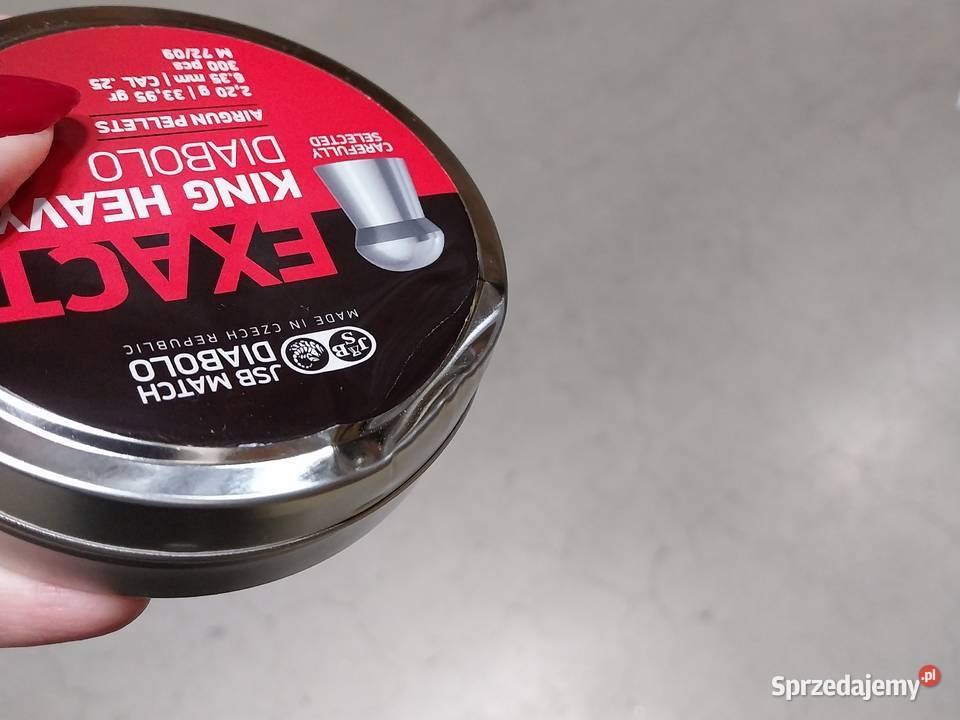 JABS
JSB MATCH
DIABOLO
MADE IN CZECH REPUBLIC
EXACT
KING HEAVY
DIABOLO
CAREFULLY
SELECTED
AIRGUN PELLETS
2,20 g | 33,95 gr
6.35 mm | CAL .25
300 pcs
M 72/09
Sprzedajemy.pl